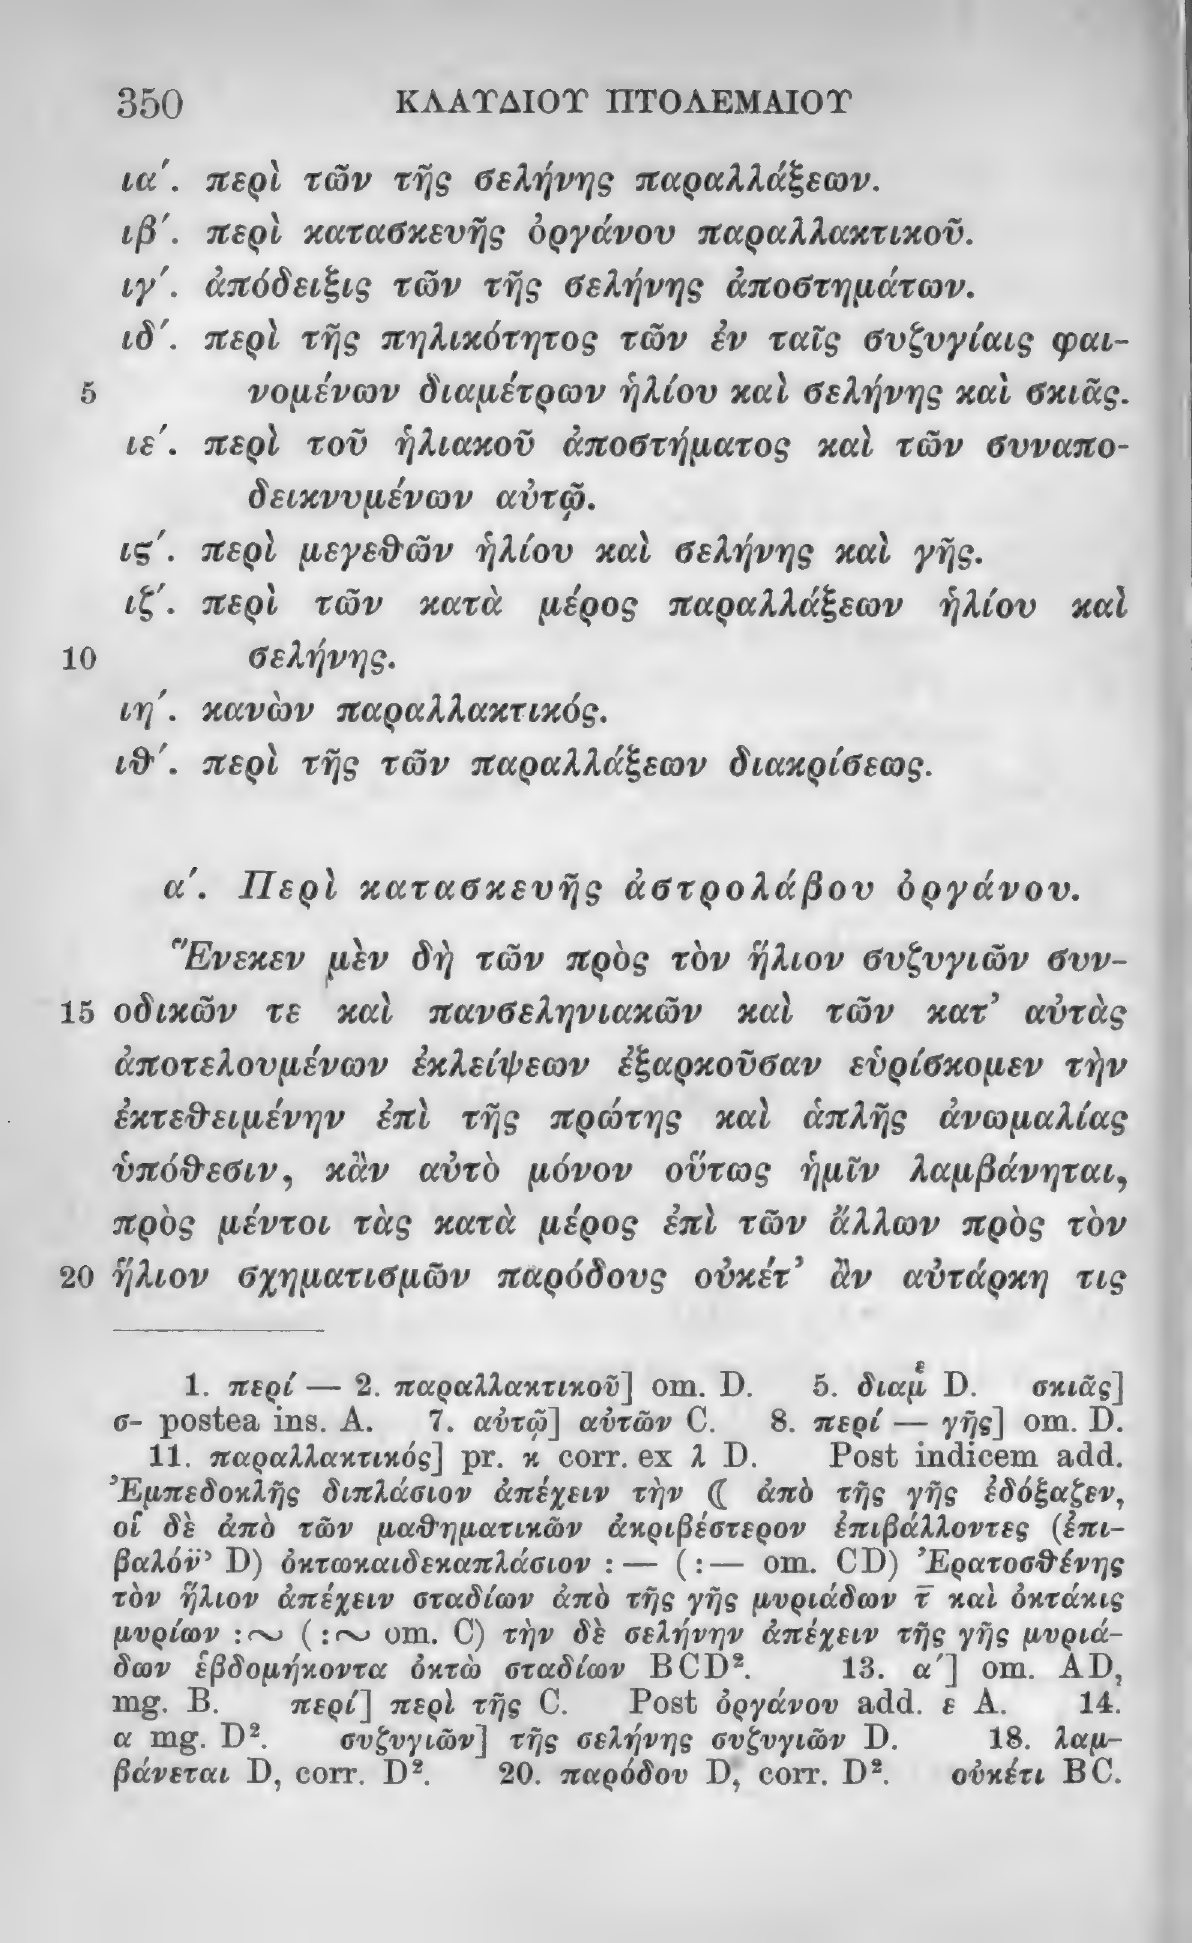 350 ΚΛΑΥΔΙΟΥ ΠΤΟΛΕΜΑΙΟΥ
ια΄. περὶ τῶν τῆς σελήνης παραλλάξεων.
ιβ΄. περὶ κατασκευῆς ὀργάνου παραλλακτικοῦ.
ιγ΄. ἀπόδειξις τῶν τῆς σελήνης ἀποστημάτων.
ιδ΄. περὶ τῆς πηλικότητος τῶν ἐν ταῖς συζυγίαις φαι-
5 νομένων διαμέτρων ἡλίου καὶ σελήνης καὶ σκιᾶς.
ιε΄. περὶ τοῦ ἡλιακοῦ ἀποστήματος καὶ τῶν συναπο-
δεικνυμένων αὐτῷ.
ιϛ΄. περὶ μεγεθῶν ἡλίου καὶ σελήνης καὶ γῆς.
ιζ΄. περὶ τῶν κατὰ μέρος παραλλάξεων ἡλίου καὶ
10 σελήνης.
ιη΄. κανὼν παραλλακτικός.
ιθ΄. περὶ τῆς τῶν παραλλάξεων διακρίσεως.
α΄. Περὶ κατασκευῆς ἀστρολάβου ὀργάνου.
Ἕνεκεν μὲν δὴ τῶν πρὸς τὸν ἥλιον συζυγιῶν συν-
15 οδικῶν τε καὶ πανσεληνιακῶν καὶ τῶν κατ’ αὐτὰς
ἀποτελουμένων ἐκλείψεων ἐξαρκοῦσαν εὑρίσκομεν τὴν
ἐκτεθειμένην ἐπὶ τῆς πρώτης καὶ ἁπλῆς ἀνωμαλίας
ὑπόθεσιν, κἂν αὐτὸ μόνον οὕτως ἡμῖν λαμβάνηται,
πρὸς μέντοι τὰς κατὰ μέρος ἐπὶ τῶν ἄλλων πρὸς τὸν
20 ἥλιον σχηματισμῶν παρόδους οὐκέτ’ ἂν αὐτάρκη τις
1. περί — 2. παραλλακτικοῦ] om. D. 5. διαμ̔ε D. σκιᾶς]
σ- postea ins. A. 7. αὐτῷ] αὐτῶν C. 8. περί — γῆς] om. D.
11. παραλλακτικός] pr. κ corr. ex λ D. Post indicem add.
Ἐμπεδοκλῆς διπλάσιον ἀπέχειν τὴν ☾ ἀπὸ τῆς γῆς ἐδόξαζεν,
οἱ δὲ ἀπὸ τῶν μαθηματικῶν ἀκριβέστερον ἐπιβάλλοντες (ἐπι-
βαλόν̈’ D) ὀκτωκαιδεκαπλάσιον : — (: — om. CD) Ἐρατοσθένης
τὸν ἥλιον ἀπέχειν σταδίων ἀπὸ τῆς γῆς μυριάδων τ̅ καὶ ὀκτάκις
μυρίων :~ (:~ om. C) τὴν δὲ σελήνην ἀπέχειν τῆς γῆς μυριά-
δων ἑβδομήκοντα ὀκτὼ σταδίων BCD². 13. α΄] om. AD,
mg. B. περί] περὶ τῆς C. Post ὀργάνου add. ε A. 14.
α mg. D². συζυγιῶν] τῆς σελήνης συζυγιῶν D. 18. λαμ-
βάνεται D, corr. D². 20. παρόδου D, corr. D². οὐκέτι BC.